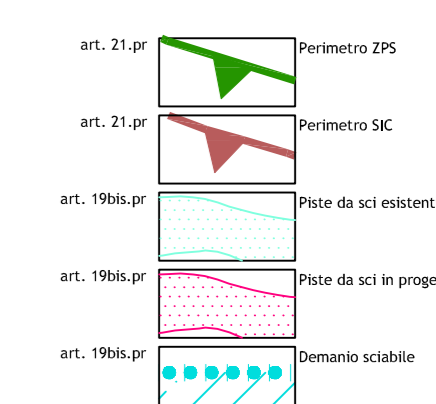 art. 21.pr Perimetro ZPS
art. 21.pr Perimetro SIC
art. 19bis.pr Piste da sci esistent
art. 19bis.pr Piste da sci in proge
art. 19bis.pr Demanio sciabile